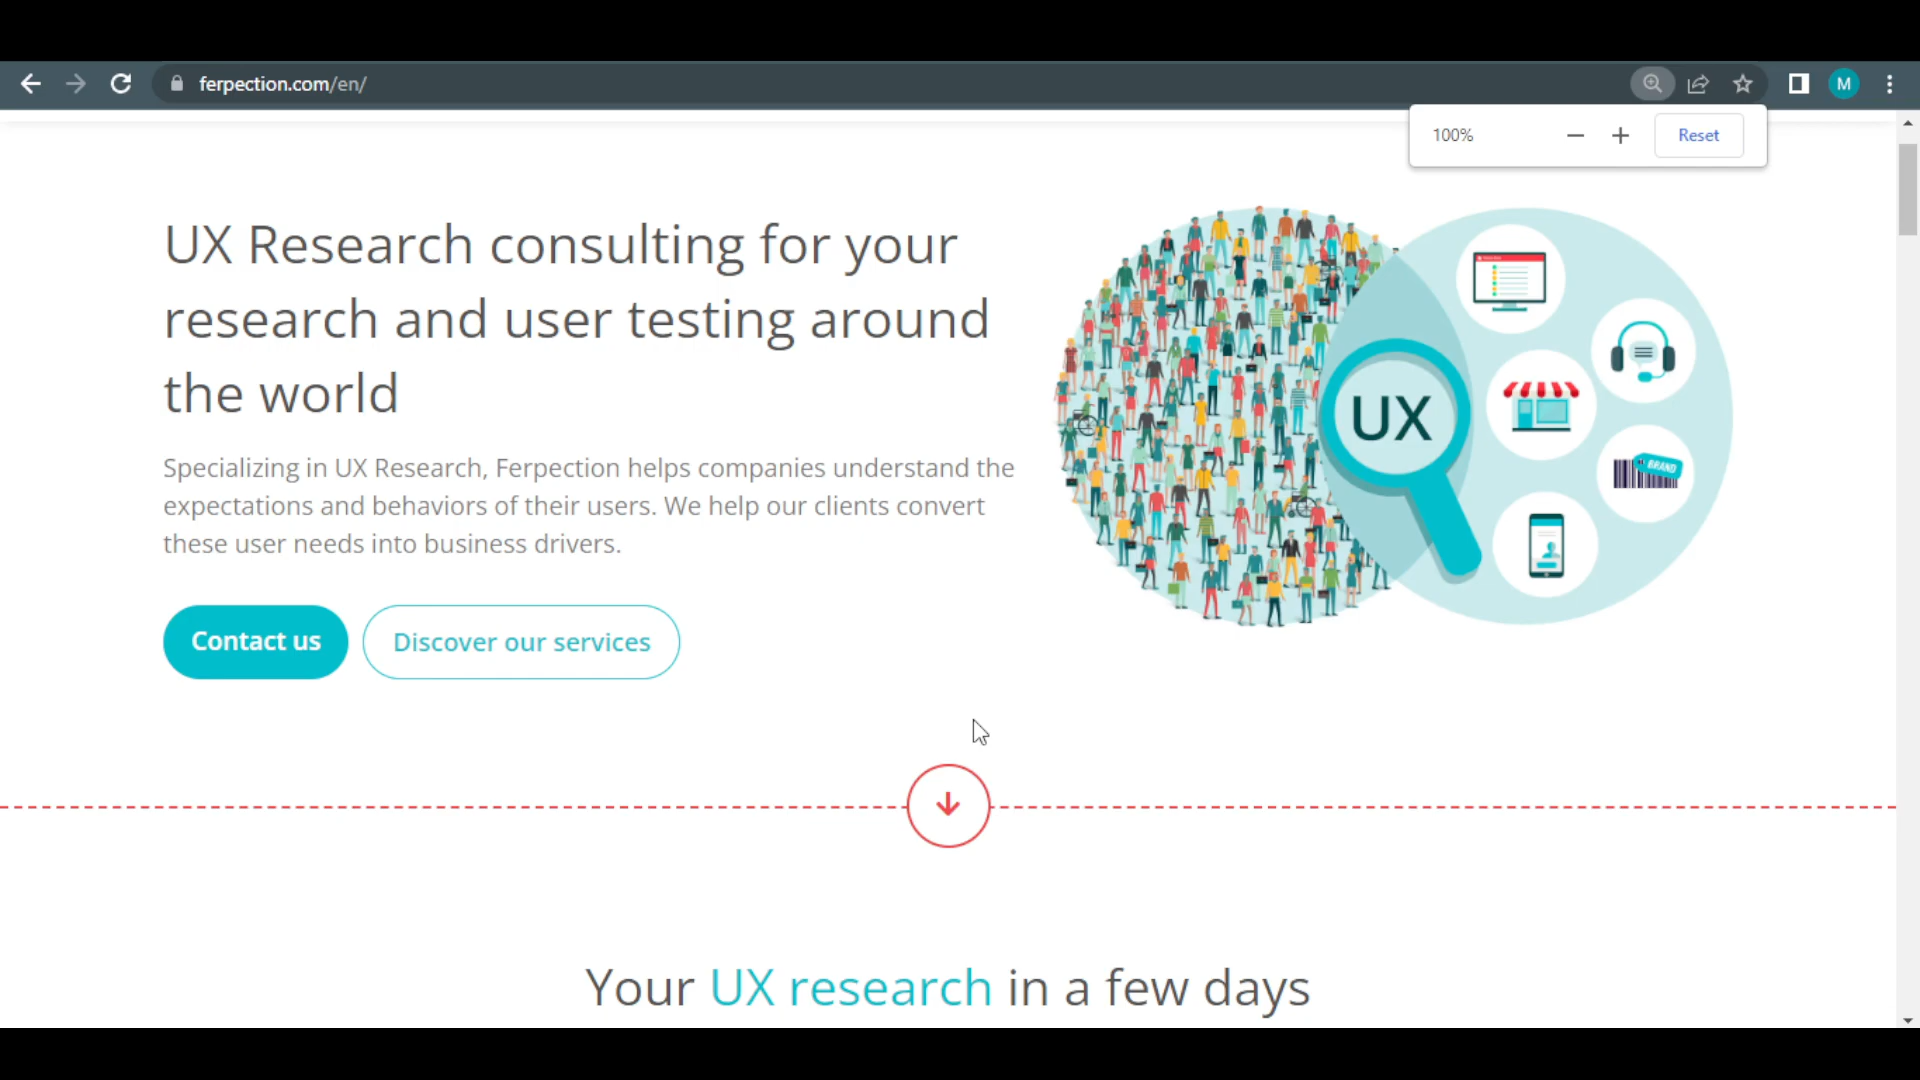 ferpection.com/en/
M
100%
Reset
UX Research consulting for your
research and user testing around
the world
Specializing in UX Research, Ferpection helps companies understand the
expectations and behaviors of their users. We help our clients convert
these user needs into business drivers.
Contact us
Discover our services
UX
BRAND
Your UX research in a few days